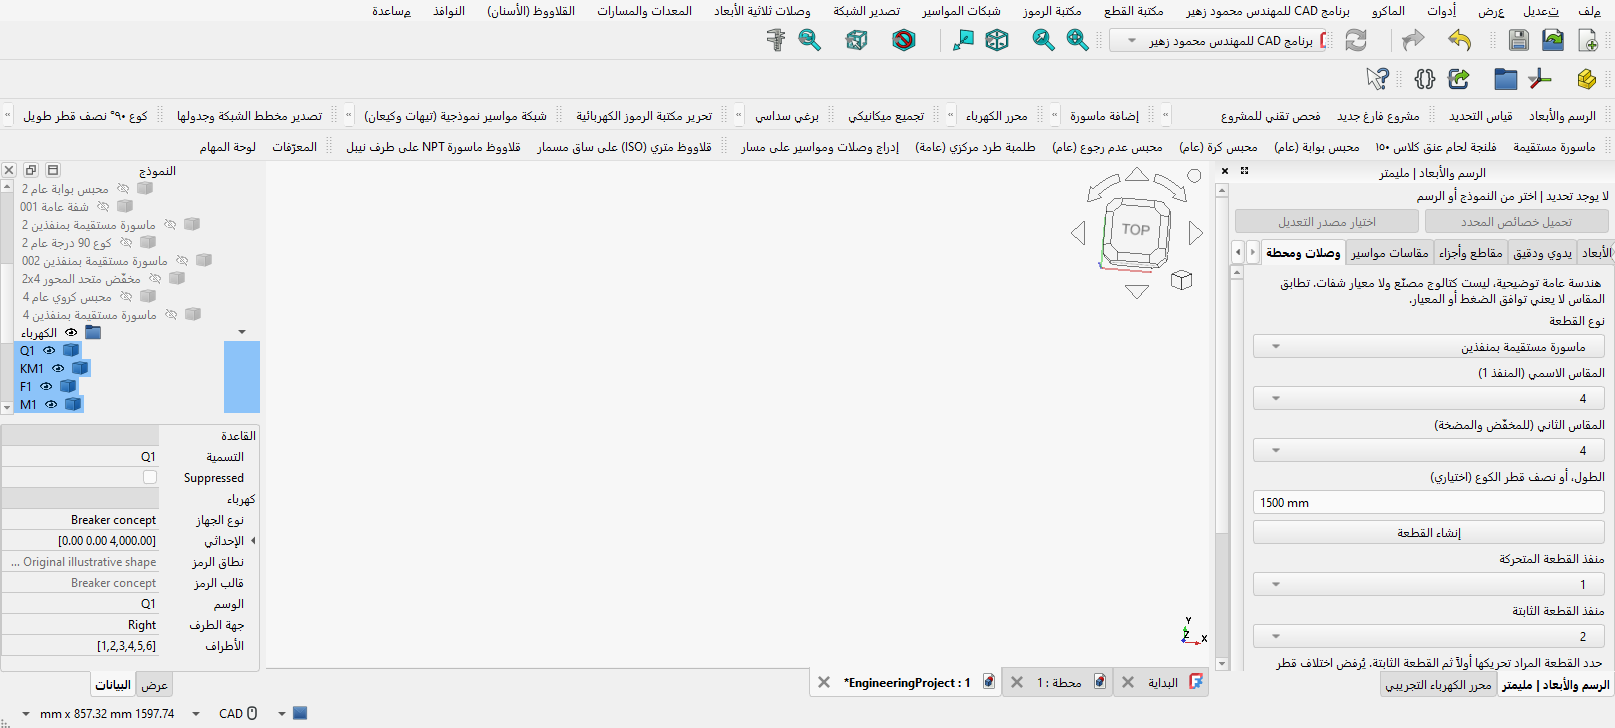 ملف تعديل عرض أدوات الماكرو برنامج CAD للمهندس محمود زهير مكتبة القطع مكتبة الرموز شبكات المواسير تصدير الشبكة وصلات ثلاثية الأبعاد المعدات والمسارات القلاووظ (الأسنان) النوافذ مساعدة
برنامج CAD للمهندس محمود زهير
الرسم والأبعاد قياس التحديد مشروع فارغ جديد فحص تقني للمشروع » إضافة ماسورة » محرر الكهرباء » تجميع ميكانيكي » برغي سداسي » تحرير مكتبة الرموز الكهربائية شبكة مواسير نموذجية (تيهات وكيعان) » تصدير مخطط الشبكة وجدولها كوع ٩٠° نصف قطر طويل »
ماسورة مستقيمة فلنجة لحام عنق كلاس ١٥٠ محبس بوابة (عام) محبس كرة (عام) محبس عدم رجوع (عام) طلمبة طرد مركزي (عامة) إدراج وصلات ومواسير على مسار قلاووظ متري (ISO) على ساق مسمار قلاووظ ماسورة NPT على طرف نيبل المعرّفات لوحة المهام
الرسم والأبعاد | مليمتر
لا يوجد تحديد | اختر من النموذج أو الرسم
تحميل خصائص المحدد
اختيار مصدر التعديل
الأبعاد يدوي ودقيق مقاطع وأجزاء مقاسات مواسير وصلات ومحطة
هندسة عامة توضيحية، ليست كتالوج مصنّع ولا معيار شفات. تطابق
المقاس لا يعني توافق الضغط أو المعيار.
نوع القطعة
ماسورة مستقيمة بمنفذين
المقاس الاسمي (المنفذ 1)
4
المقاس الثاني (للمخفّض والمضخة)
4
الطول، أو نصف قطر الكوع (اختياري)
1500 mm
إنشاء القطعة
منفذ القطعة المتحركة
1
منفذ القطعة الثابتة
2
حدد القطعة المراد تحريكها أولاً ثم القطعة الثابتة. يُرفض اختلاف قطر
الرسم والأبعاد | مليمتر
محرر الكهرباء التجريبي
TOP
Y
Z
X
البداية
محطة : 1
EngineeringProject : 1*
النموذج
محبس بوابة عام 2
شفة عامة 001
ماسورة مستقيمة بمنفذين 2
كوع 90 درجة عام 2
ماسورة مستقيمة بمنفذين 002
مخفّض متحد المحور 2x4
محبس كروي عام 4
ماسورة مستقيمة بمنفذين 4
الكهرباء
Q1
KM1
F1
M1
القاعدة
التسمية Q1
Suppressed
كهرباء
نوع الجهاز Breaker concept
الإحداثي [0.00 0.00 4,000.00]
نطاق الرمز Original illustrative shape ...
قالب الرمز Breaker concept
الوسم Q1
جهة الطرف Right
الأطراف [1,2,3,4,5,6]
عرض
البيانات
CAD
mm x 857.32 mm 1597.74